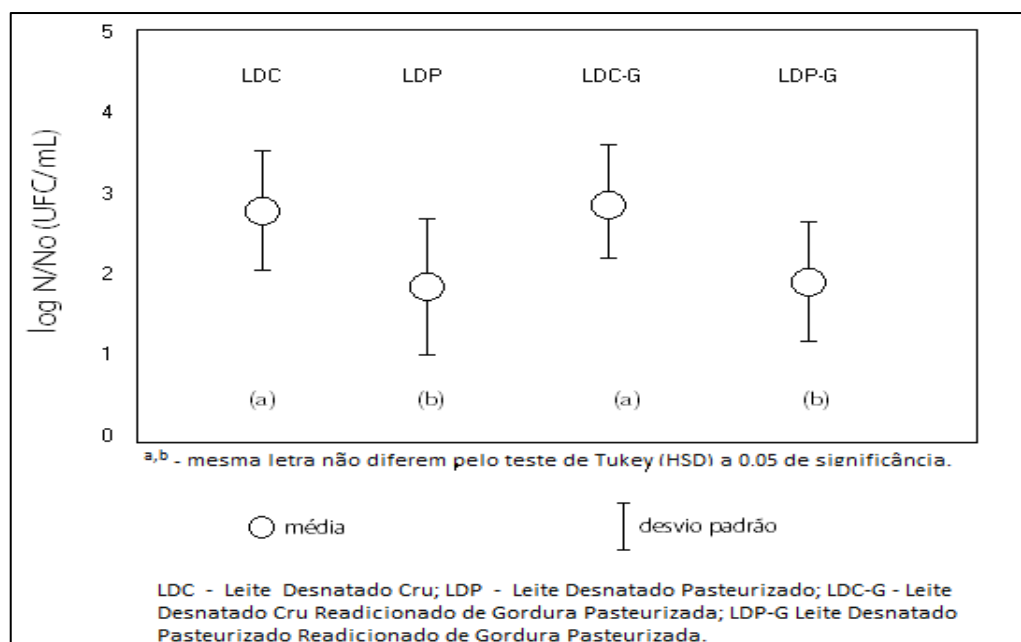 5
LDC LDP LDC-G LDP-G
4
3
2
1
(a) (b) (a) (b)
0
log N/No (UFC/mL)
a,b - mesma letra não diferem pelo teste de Tukey (HSD) a 0.05 de significância.
média desvio padrão
LDC - Leite Desnatado Cru; LDP - Leite Desnatado Pasteurizado; LDC-G - Leite
Desnatado Cru Readicionado de Gordura Pasteurizada; LDP-G Leite Desnatado
Pasteurizado Readicionado de Gordura Pasteurizada.